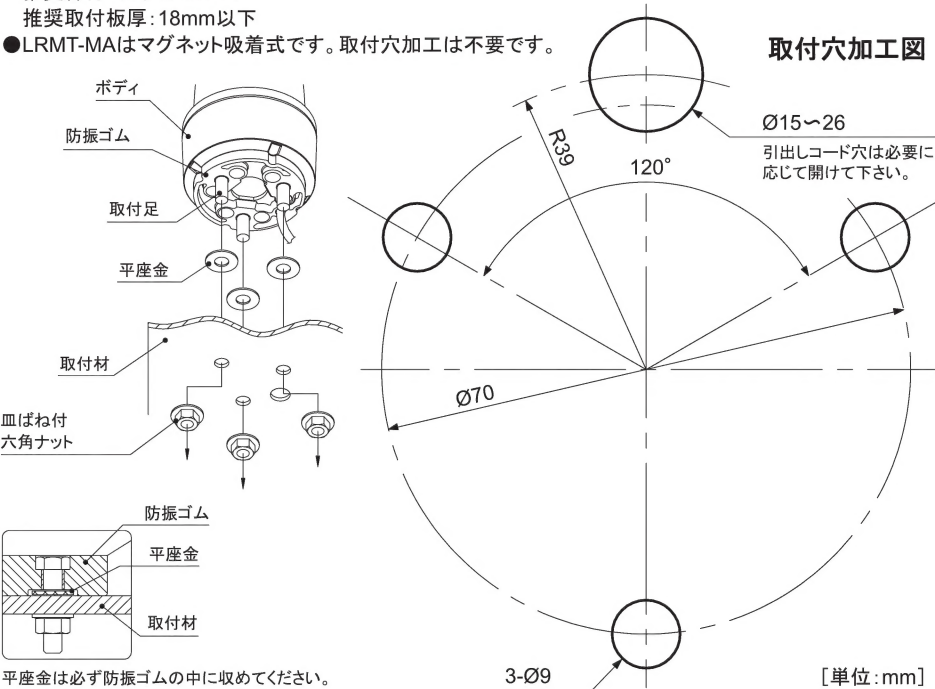 推奨取付板厚：18mm以下
●LRMT-MAはマグネット吸着式です。取付穴加工は不要です。
ボディ
防振ゴム
取付足
平座金
取付材
皿ばね付
六角ナット
防振ゴム
平座金
取付材
平座金は必ず防振ゴムの中に収めてください。
取付穴加工図
Ø15〜26
引出しコード穴は必要に
応じて開けて下さい。
R39
120°
Ø70
3-Ø9
［単位：mm］